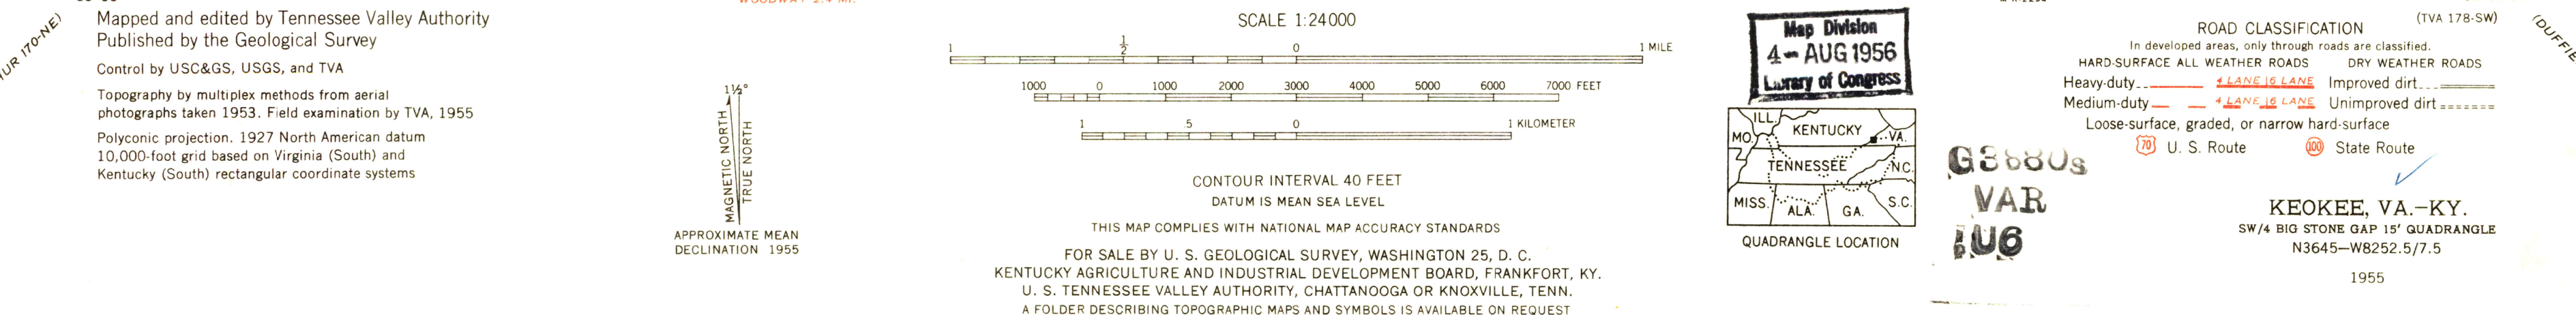 WOODWAY 2.4 MI.
Mapped and edited by Tennessee Valley Authority
Published by the Geological Survey
Control by USC&GS, USGS, and TVA
Topography by multiplex methods from aerial
photographs taken 1953. Field examination by TVA, 1955
Polyconic projection. 1927 North American datum
10,000-foot grid based on Virginia (South) and
Kentucky (South) rectangular coordinate systems
170-NE)
1½°
MAGNETIC NORTH
TRUE NORTH
APPROXIMATE MEAN
DECLINATION 1955
SCALE 1:24000
1 ½ 0 1 MILE
1000 0 1000 2000 3000 4000 5000 6000 7000 FEET
1 .5 0 1 KILOMETER
CONTOUR INTERVAL 40 FEET
DATUM IS MEAN SEA LEVEL
THIS MAP COMPLIES WITH NATIONAL MAP ACCURACY STANDARDS
FOR SALE BY U. S. GEOLOGICAL SURVEY, WASHINGTON 25, D. C.
KENTUCKY AGRICULTURE AND INDUSTRIAL DEVELOPMENT BOARD, FRANKFORT, KY.
U. S. TENNESSEE VALLEY AUTHORITY, CHATTANOOGA OR KNOXVILLE, TENN.
A FOLDER DESCRIBING TOPOGRAPHIC MAPS AND SYMBOLS IS AVAILABLE ON REQUEST
Map Division
4 - AUG 1956
Library of Congress
ILL.
MO. KENTUCKY VA.
TENNESSEE N.C.
MISS. ALA. GA. S.C.
QUADRANGLE LOCATION
G3880s
VAR
.U6
(TVA 178-SW)
ROAD CLASSIFICATION
In developed areas, only through roads are classified.
HARD-SURFACE ALL WEATHER ROADS DRY WEATHER ROADS
Heavy-duty 4 LANE 6 LANE Improved dirt
Medium-duty 4 LANE 6 LANE Unimproved dirt
Loose-surface, graded, or narrow hard-surface
70 U. S. Route 100 State Route
KEOKEE, VA.–KY.
SW/4 BIG STONE GAP 15' QUADRANGLE
N3645—W8252.5/7.5
1955